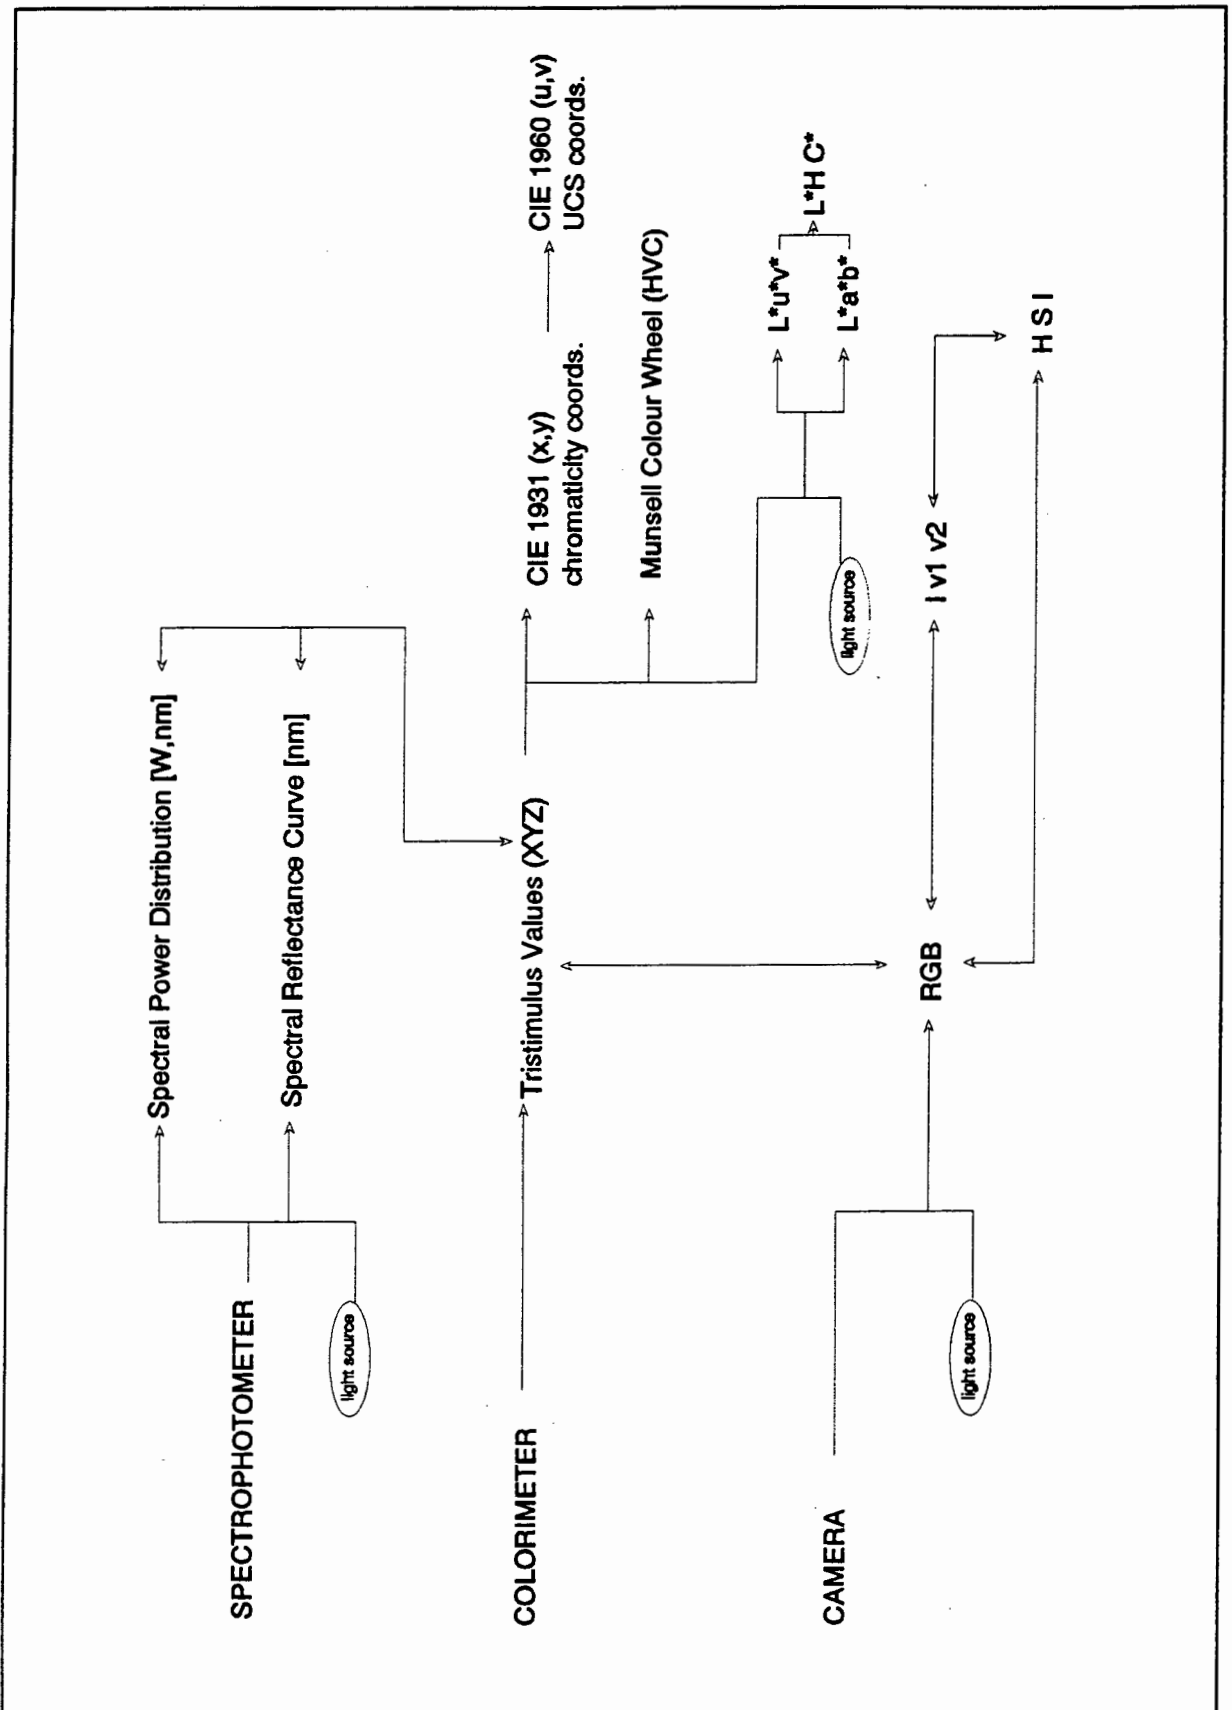 SPECTROPHOTOMETER
light source
Spectral Power Distribution [W,nm]
Spectral Reflectance Curve [nm]
COLORIMETER
Tristimulus Values (XYZ)
CIE 1931 (x,y)
chromaticity coords.
CIE 1960 (u,v)
UCS coords.
Munsell Colour Wheel (HVC)
light source
L*u*v*
L*a*b*
L*H C*
CAMERA
light source
RGB
I v1 v2
H S I